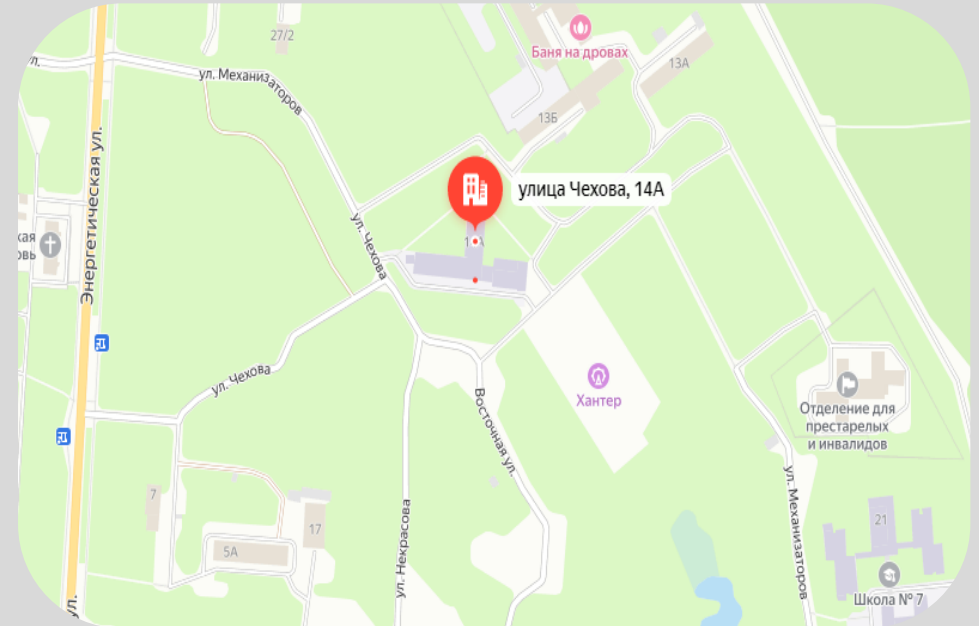 27/2
Баня на дровах
13А
ул. Механизаторов
13Б
Энергетическая ул.
улица Чехова, 14А
ул. Чехова
ул. Чехова
Восточная ул.
Хантер
Отделение для
престарелых
и инвалидов
ул. Некрасова
ул. Механизаторов
7
17
5А
21
Школа № 7
ул.